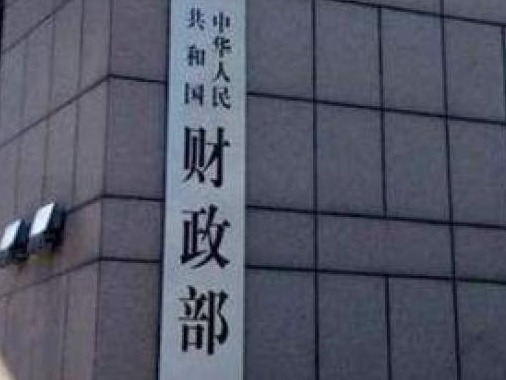 中华人民
共和国
财政部